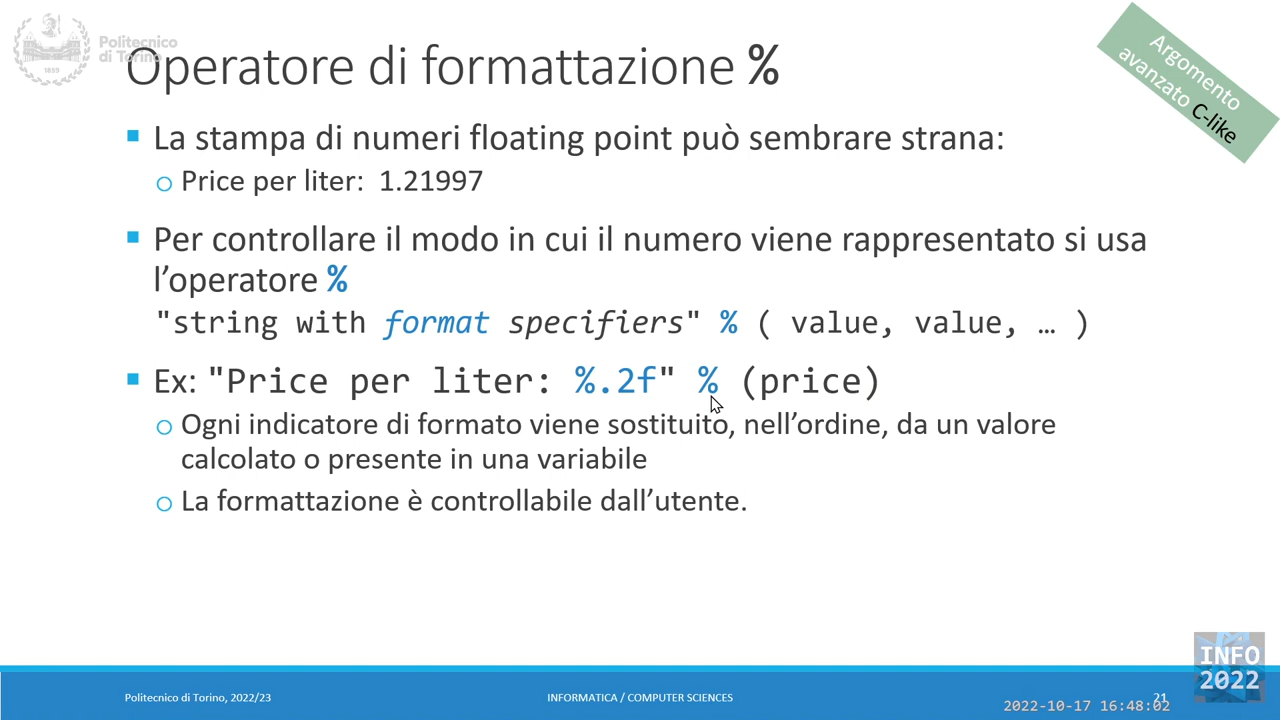 Politecnico
di Torino
1859
Operatore di formattazione %
Argomento
avanzato C-like
▪ La stampa di numeri floating point può sembrare strana:
o Price per liter: 1.21997
▪ Per controllare il modo in cui il numero viene rappresentato si usa
l’operatore %
"string with format specifiers" % ( value, value, … )
▪ Ex: "Price per liter: %.2f" % (price)
o Ogni indicatore di formato viene sostituito, nell’ordine, da un valore
calcolato o presente in una variabile
o La formattazione è controllabile dall’utente.
INFO
2022
Politecnico di Torino, 2022/23
INFORMATICA / COMPUTER SCIENCES
21
2022-10-17 16:48:02